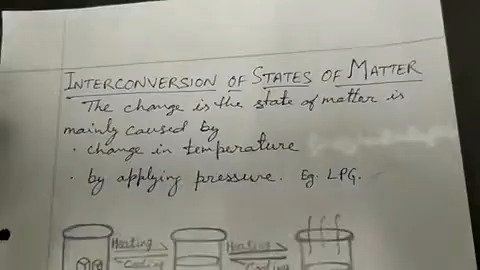 INTERCONVERSION OF STATES OF MATTER
The change is the state of matter is
mainly caused by
· change in temperature
· by applying pressure. Eg. LPG.
Heating Heating
Cooling Cooling